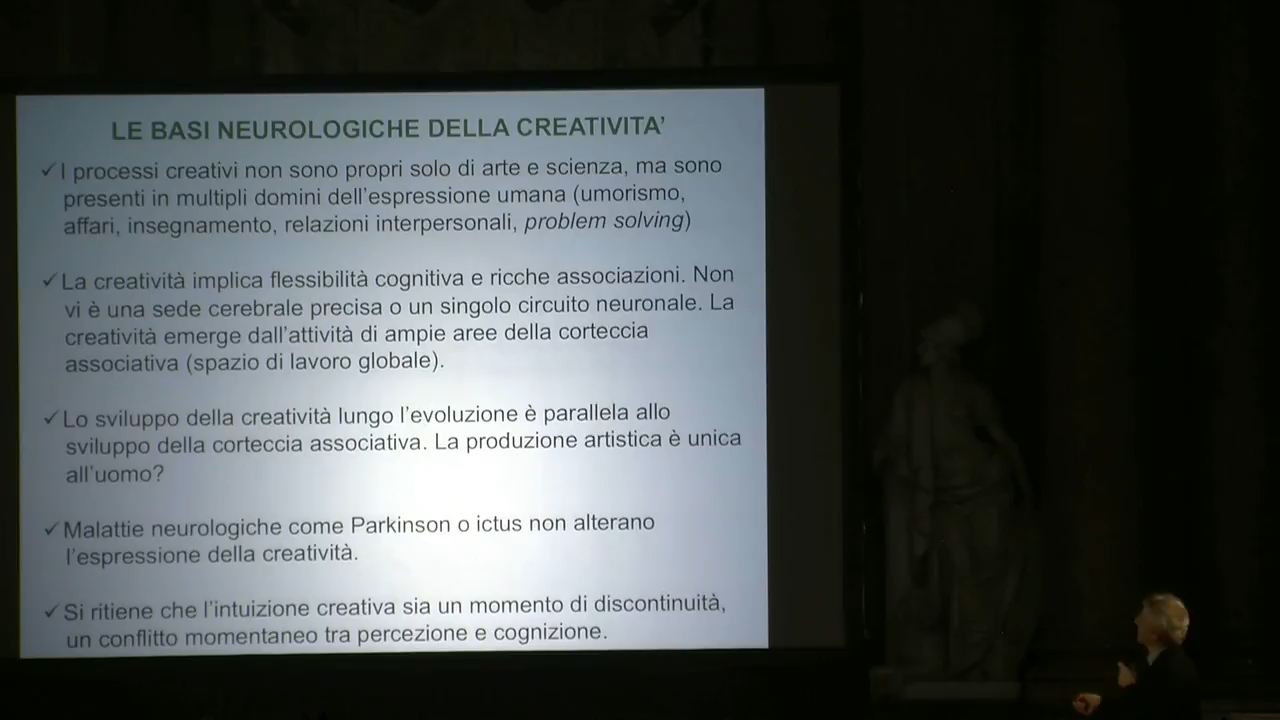 LE BASI NEUROLOGICHE DELLA CREATIVITA’
✓ I processi creativi non sono propri solo di arte e scienza, ma sono
presenti in multipli domini dell’espressione umana (umorismo,
affari, insegnamento, relazioni interpersonali, problem solving)
✓ La creatività implica flessibilità cognitiva e ricche associazioni. Non
vi è una sede cerebrale precisa o un singolo circuito neuronale. La
creatività emerge dall’attività di ampie aree della corteccia
associativa (spazio di lavoro globale).
✓ Lo sviluppo della creatività lungo l’evoluzione è parallela allo
sviluppo della corteccia associativa. La produzione artistica è unica
all’uomo?
✓ Malattie neurologiche come Parkinson o ictus non alterano
l’espressione della creatività.
✓ Si ritiene che l’intuizione creativa sia un momento di discontinuità,
un conflitto momentaneo tra percezione e cognizione.